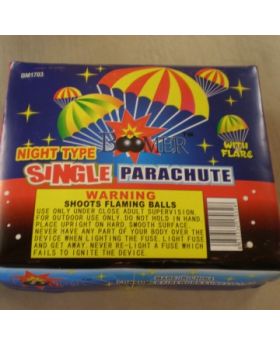 BM1703
BOOMER
WITH FLARE
NIGHT TYPE
SINGLE PARACHUTE
WARNING
SHOOTS FLAMING BALLS
USE ONLY UNDER CLOSE ADULT SUPERVISION
FOR OUTDOOR USE ONLY. DO NOT HOLD IN HAND
PLACE UPRIGHT ON HARD, SMOOTH SURFACE.
NEVER HAVE ANY PART OF YOUR BODY OVER THE
DEVICE WHEN LIGHTING THE FUSE. LIGHT FUSE
AND GET AWAY. NEVER RE-LIGHT A FUSE WHICH
FAILS TO IGNITE THE DEVICE.